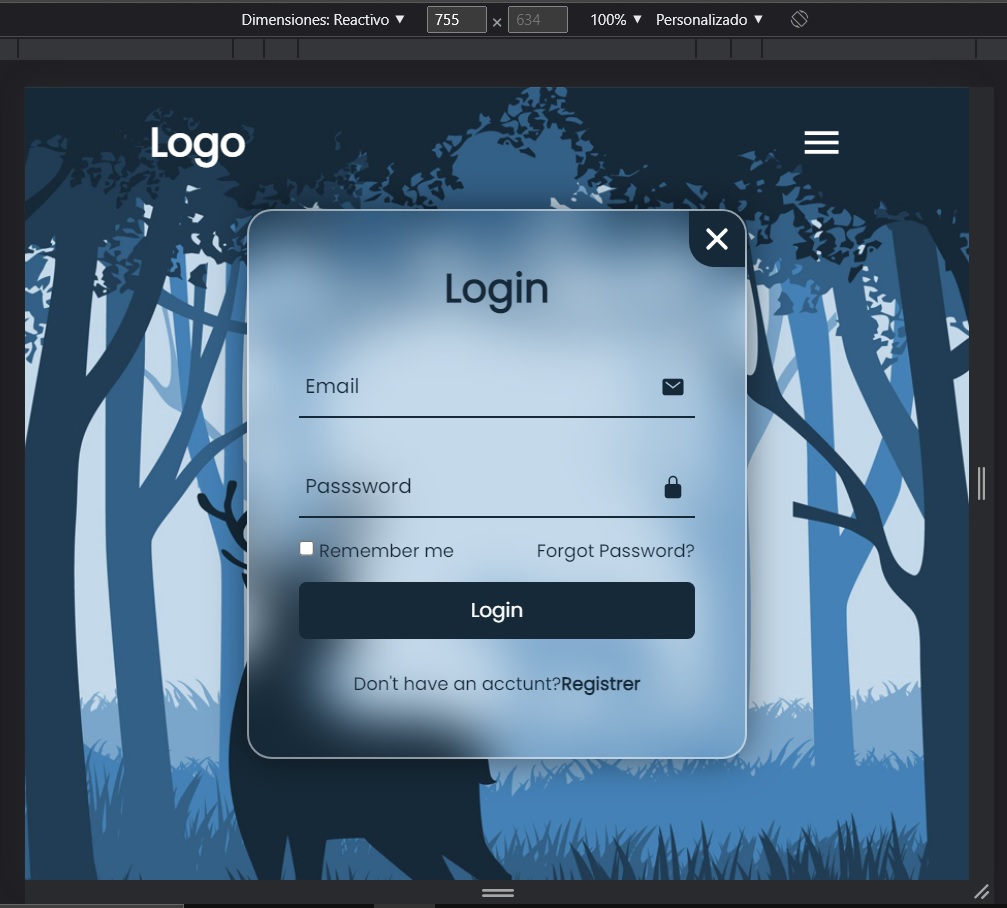 Dimensiones: Reactivo ▼ 755 × 634 100% ▼ Personalizado ▼
Logo
Login
Email
Passsword
Remember me Forgot Password?
Login
Don't have an acctunt?Registrer